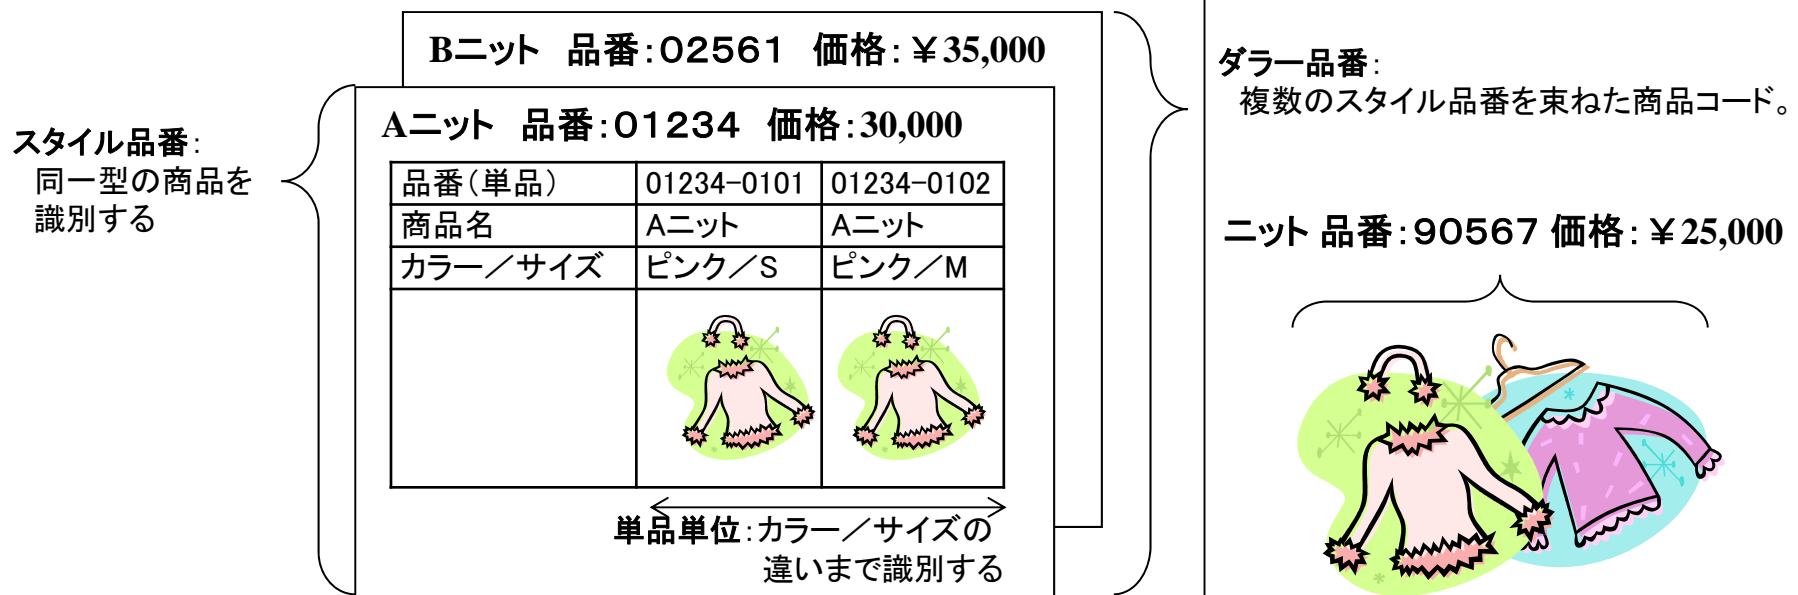 Bニット　品番：０２５６１　価格：￥35,000
Aニット　品番：０１２３４　価格：30,000
スタイル品番：
同一型の商品を
識別する
品番（単品） 01234-0101 01234-0102
商品名 Aニット Aニット
カラー／サイズ ピンク／S ピンク／M
単品単位：カラー／サイズの
違いまで識別する
ダラー品番：
複数のスタイル品番を束ねた商品コード。
ニット 品番：９０５６７ 価格：￥25,000